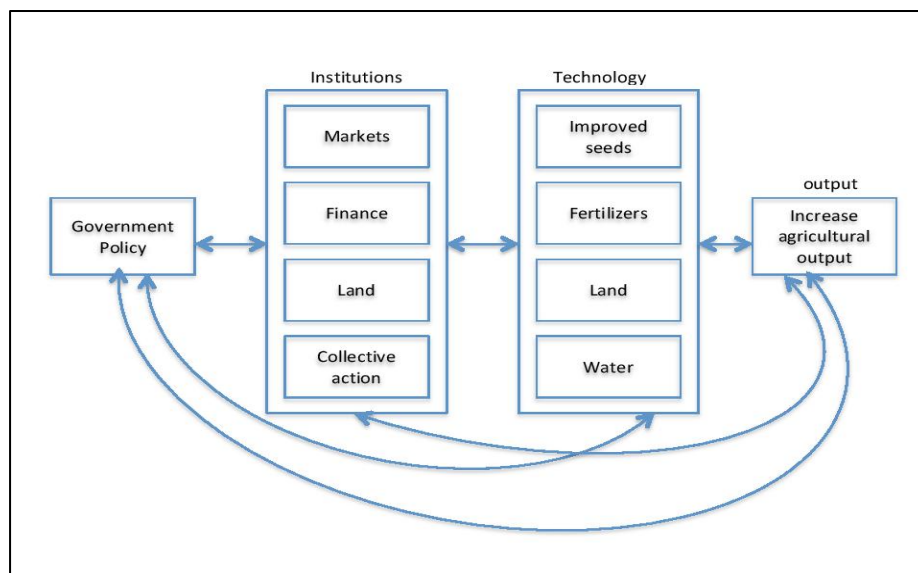 Institutions
Technology
Markets
Finance
Land
Collective
action
Improved
seeds
Fertilizers
Land
Water
Government
Policy
output
Increase
agricultural
output